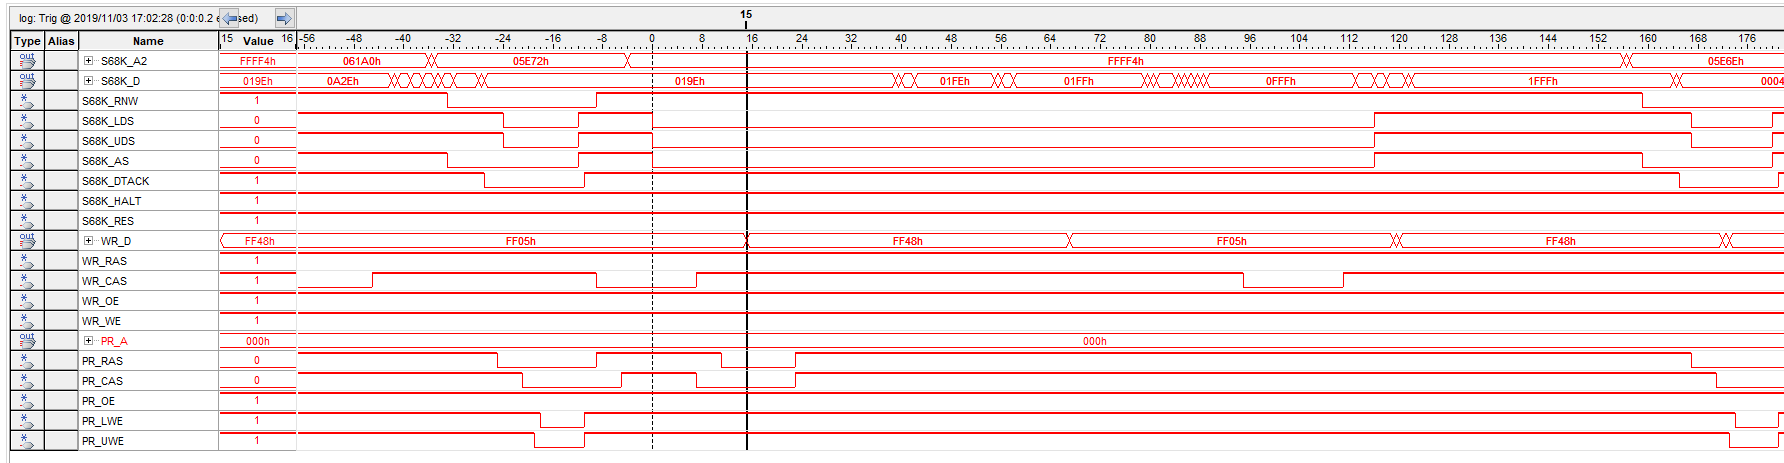 log: Trig @ 2019/11/03 17:02:28 (0:0:0.2 e sed)
15
Type Alias Name 15 Value 16 -56 -48 -40 -32 -24 -16 -8 0 8 16 24 32 40 48 56 64 72 80 88 96 104 112 120 128 136 144 152 160 168 176
out S68K_A2 FFFF4h 061A0h 05E72h FFFF4h 05E6Eh
out S68K_D 019Eh 0A2Eh 019Eh 01FEh 01FFh 0FFFh 1FFFh 0004
S68K_RNW 1
S68K_LDS 0
S68K_UDS 0
S68K_AS 0
S68K_DTACK 1
S68K_HALT 1
S68K_RES 1
out WR_D FF48h FF05h FF48h FF05h FF48h
WR_RAS 1
WR_CAS 1
WR_OE 1
WR_WE 1
out PR_A 000h 000h
PR_RAS 0
PR_CAS 0
PR_OE 1
PR_LWE 1
PR_UWE 1